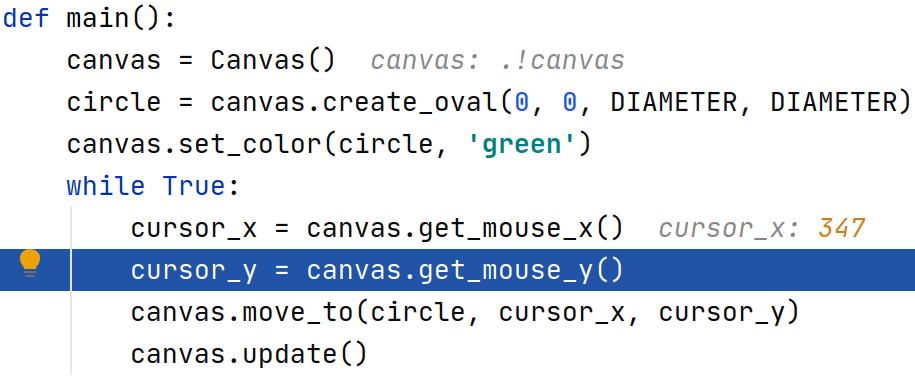 def main():
    canvas = Canvas()  canvas: .!canvas
    circle = canvas.create_oval(0, 0, DIAMETER, DIAMETER)
    canvas.set_color(circle, 'green')
    while True:
        cursor_x = canvas.get_mouse_x()  cursor_x: 347
        cursor_y = canvas.get_mouse_y()
        canvas.move_to(circle, cursor_x, cursor_y)
        canvas.update()